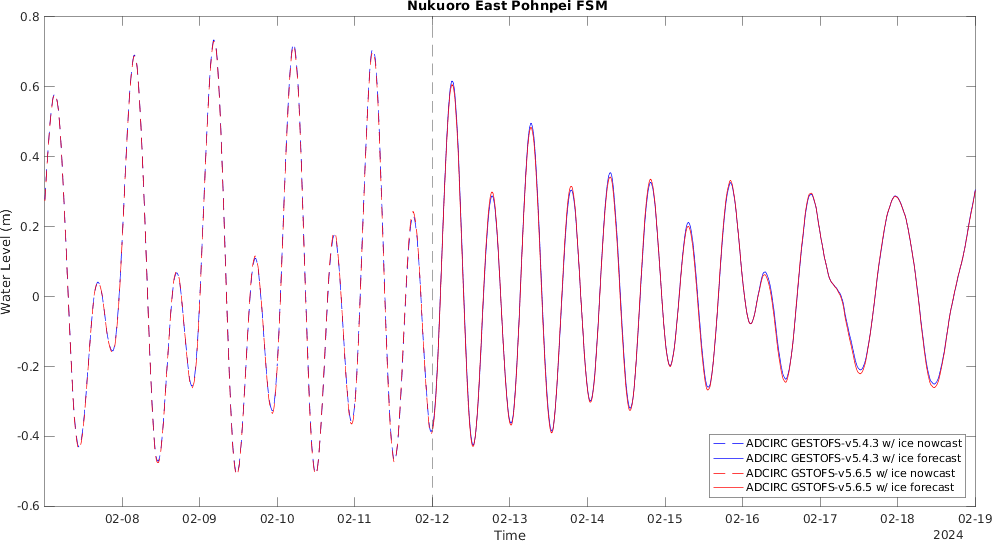 Nukuoro East Pohnpei FSM
0.8
0.6
0.4
0.2
0
-0.2
-0.4
-0.6
Water Level (m)
ADCIRC GESTOFS-v5.4.3 w/ ice nowcast
ADCIRC GESTOFS-v5.4.3 w/ ice forecast
ADCIRC GSTOFS-v5.6.5 w/ ice nowcast
ADCIRC GSTOFS-v5.6.5 w/ ice forecast
02-08 02-09 02-10 02-11 02-12 02-13 02-14 02-15 02-16 02-17 02-18 02-19
Time 2024